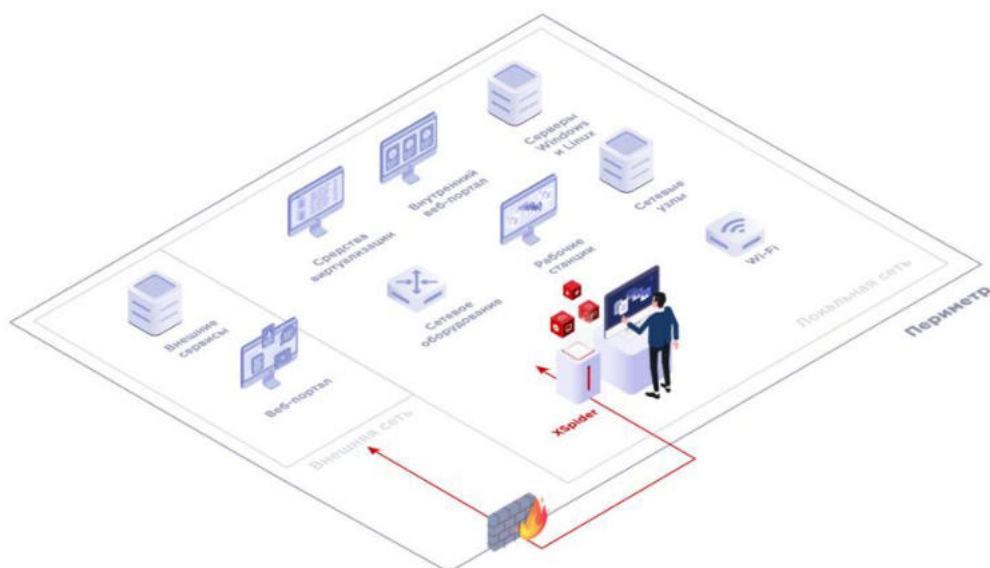 Серверы
Windows
и Linux
Внутренний
веб-портал
Сетевые
узлы
Средства
виртуализации
Рабочие
станции
Wi-Fi
Сетевое
оборудование
Внешние
сервисы
Веб-портал
Локальная сеть
Периметр
XSpider
Внешняя сеть